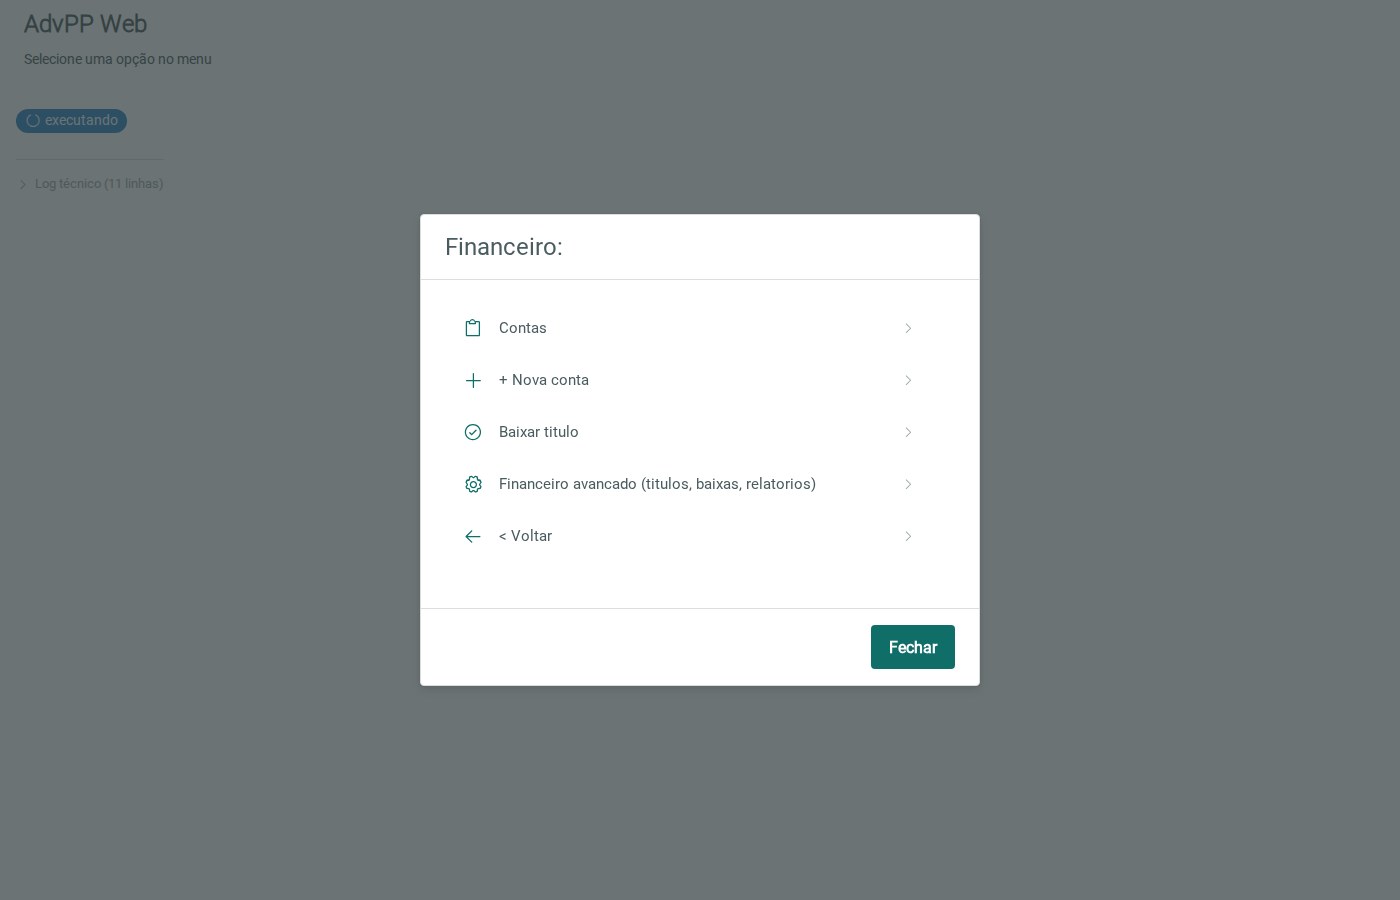 AdvPP Web
Selecione uma opção no menu
executando
Log técnico (11 linhas)
Financeiro:
Contas
+ Nova conta
Baixar titulo
Financeiro avancado (titulos, baixas, relatorios)
< Voltar
Fechar